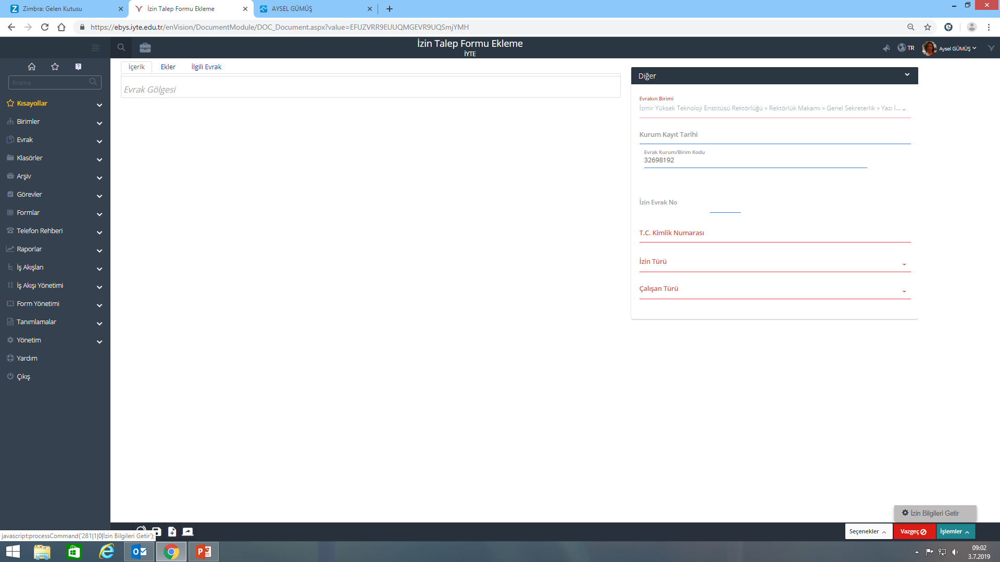 Zimbra: Gelen Kutusu
İzin Talep Formu Ekleme
AYSEL GÜMÜŞ
https://ebys.iyte.edu.tr/enVision/DocumentModule/DOC_Document.aspx?value=EFUZVRR9EUUQMGEVR9UQSmjYMH
İzin Talep Formu Ekleme
İYTE
TR
Aysel GÜMÜŞ
Arama
Kısayollar
Birimler
Evrak
Klasörler
Arşiv
Görevler
Formlar
Telefon Rehberi
Raporlar
İş Akışları
İş Akışı Yönetimi
Form Yönetimi
Tanımlamalar
Yönetim
Yardım
Çıkış
İçerik
Ekler
İlgili Evrak
Evrak Gölgesi
Diğer
Evrakın Birimi
İzmir Yüksek Teknoloji Enstitüsü Rektörlüğü » Rektörlük Makamı » Genel Sekreterlik » Yazı İ...
Kurum Kayıt Tarihi
Evrak Kurum/Birim Kodu
32698192
İzin Evrak No
T.C. Kimlik Numarası
İzin Türü
Çalışan Türü
İzin Bilgileri Getir
Seçenekler
Vazgeç
İşlemler
javascript:processCommand('281|1|0|İzin Bilgileri Getir');
09:02
3.7.2019